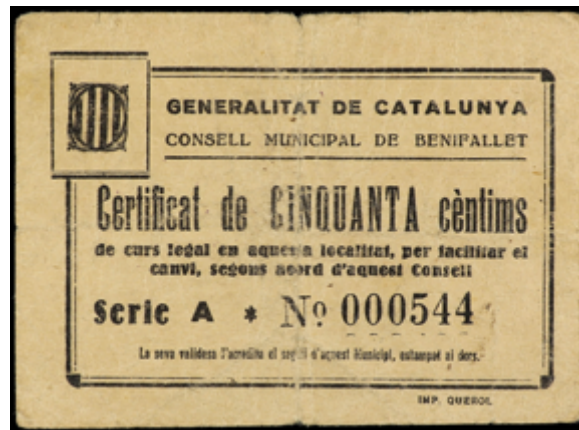 GENERALITAT DE CATALUNYA
CONSELL MUNICIPAL DE BENIFALLET
Certificat de CINQUANTA cèntims
de curs legal en aquesta localitat, per facilitar el
canvi, segons acord d'aquest Consell
Serie A * Nº 000544
La seva validesa l'acredita el segell d'aquest Municipi, estampat al dors.
IMP. QUEROL